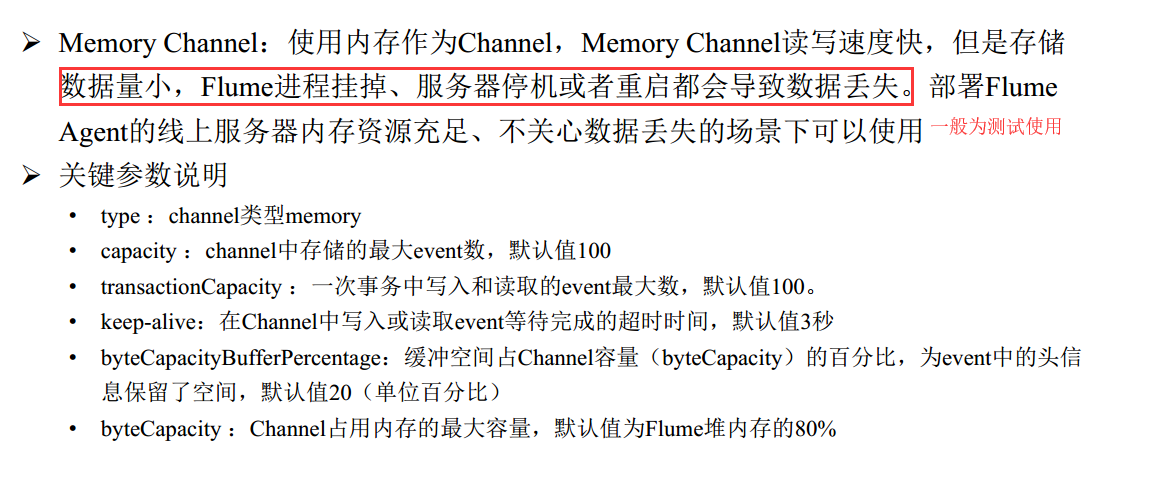 ➢ Memory Channel：使用内存作为Channel，Memory Channel读写速度快，但是存储
数据量小，Flume进程挂掉、服务器停机或者重启都会导致数据丢失。部署Flume
Agent的线上服务器内存资源充足、不关心数据丢失的场景下可以使用 一般为测试使用
➢ 关键参数说明
• type ：channel类型memory
• capacity ：channel中存储的最大event数，默认值100
• transactionCapacity ：一次事务中写入和读取的event最大数，默认值100。
• keep-alive：在Channel中写入或读取event等待完成的超时时间，默认值3秒
• byteCapacityBufferPercentage：缓冲空间占Channel容量（byteCapacity）的百分比，为event中的头信
息保留了空间，默认值20（单位百分比）
• byteCapacity ：Channel占用内存的最大容量，默认值为Flume堆内存的80%